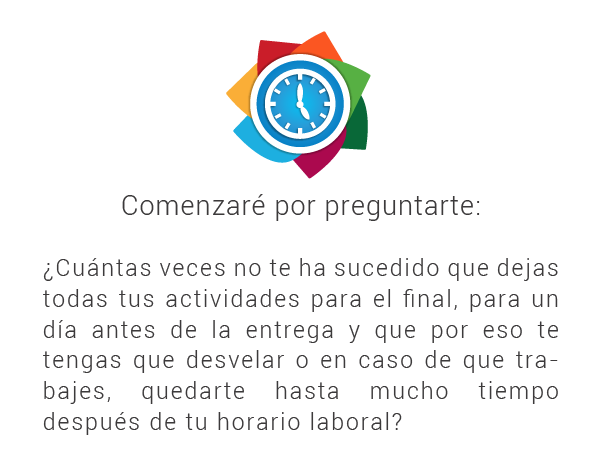 Comenzaré por preguntarte:
¿Cuántas veces no te ha sucedido que dejas
todas tus actividades para el final, para un
día antes de la entrega y que por eso te
tengas que desvelar o en caso de que tra-
bajes, quedarte hasta mucho tiempo
después de tu horario laboral?